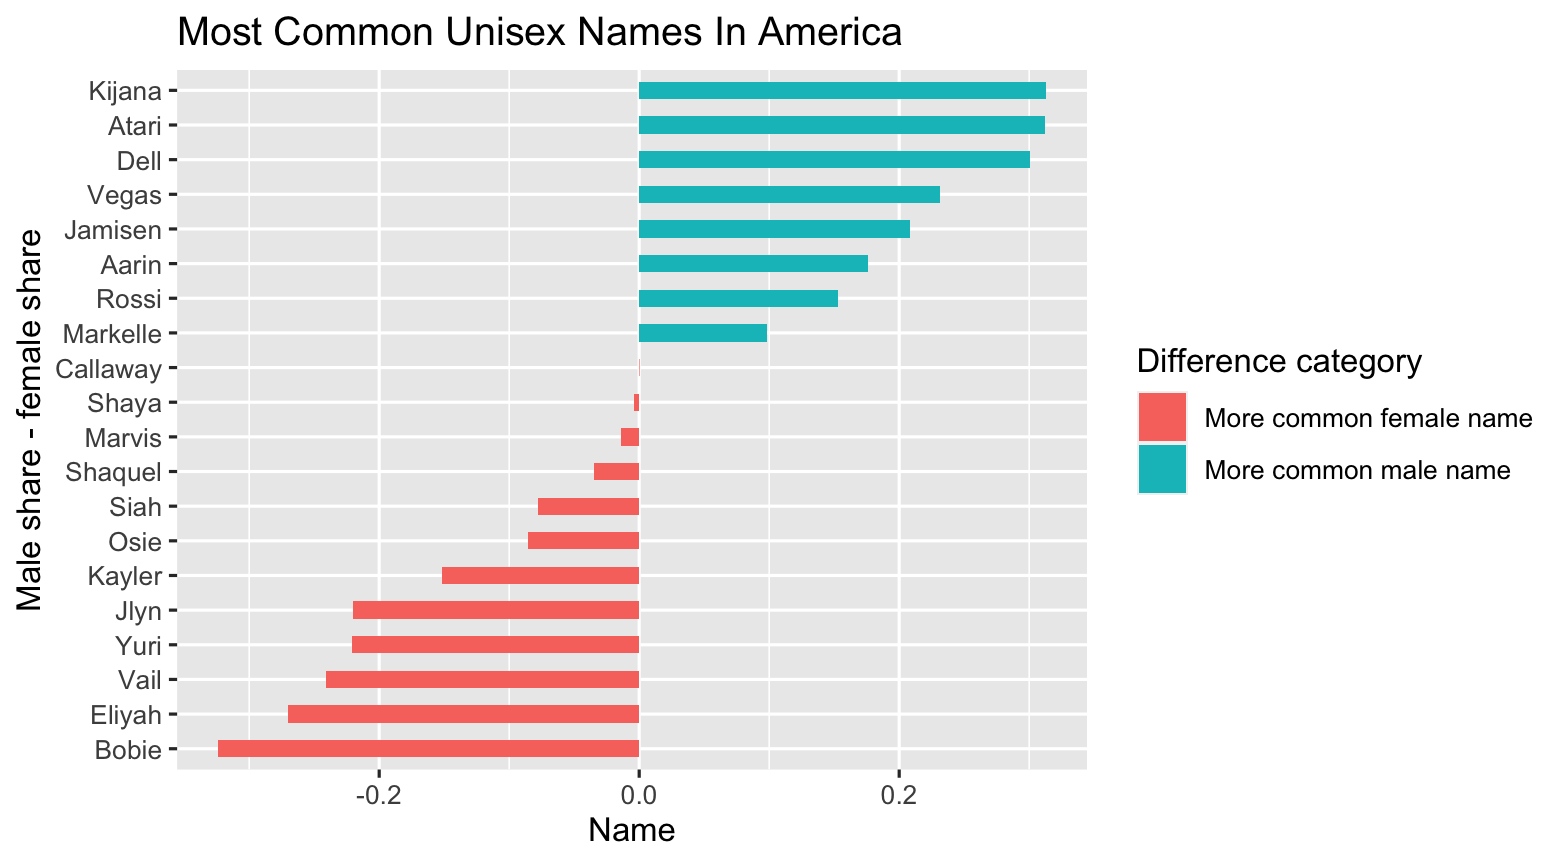 Most Common Unisex Names In America
Male share - female share
Kijana
Atari
Dell
Vegas
Jamisen
Aarin
Rossi
Markelle
Callaway
Shaya
Marvis
Shaquel
Siah
Osie
Kayler
Jlyn
Yuri
Vail
Eliyah
Bobie
-0.2
0.0
0.2
Name
Difference category
More common female name
More common male name